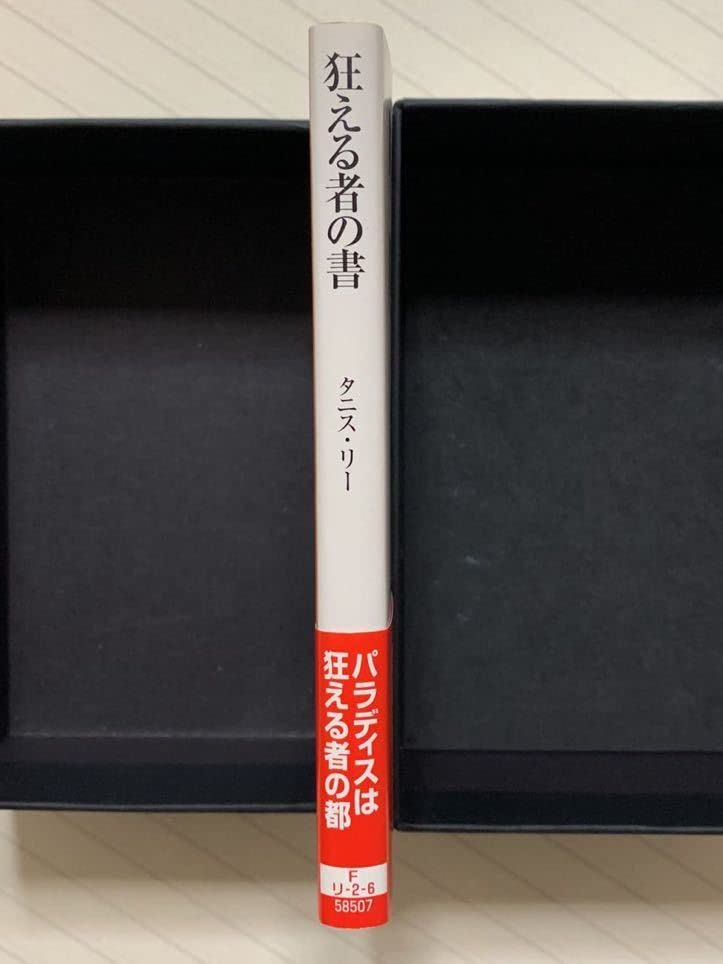 狂える者の書
タニス・リー
パラディスは
狂える者の都
F
リ-2-6
58507